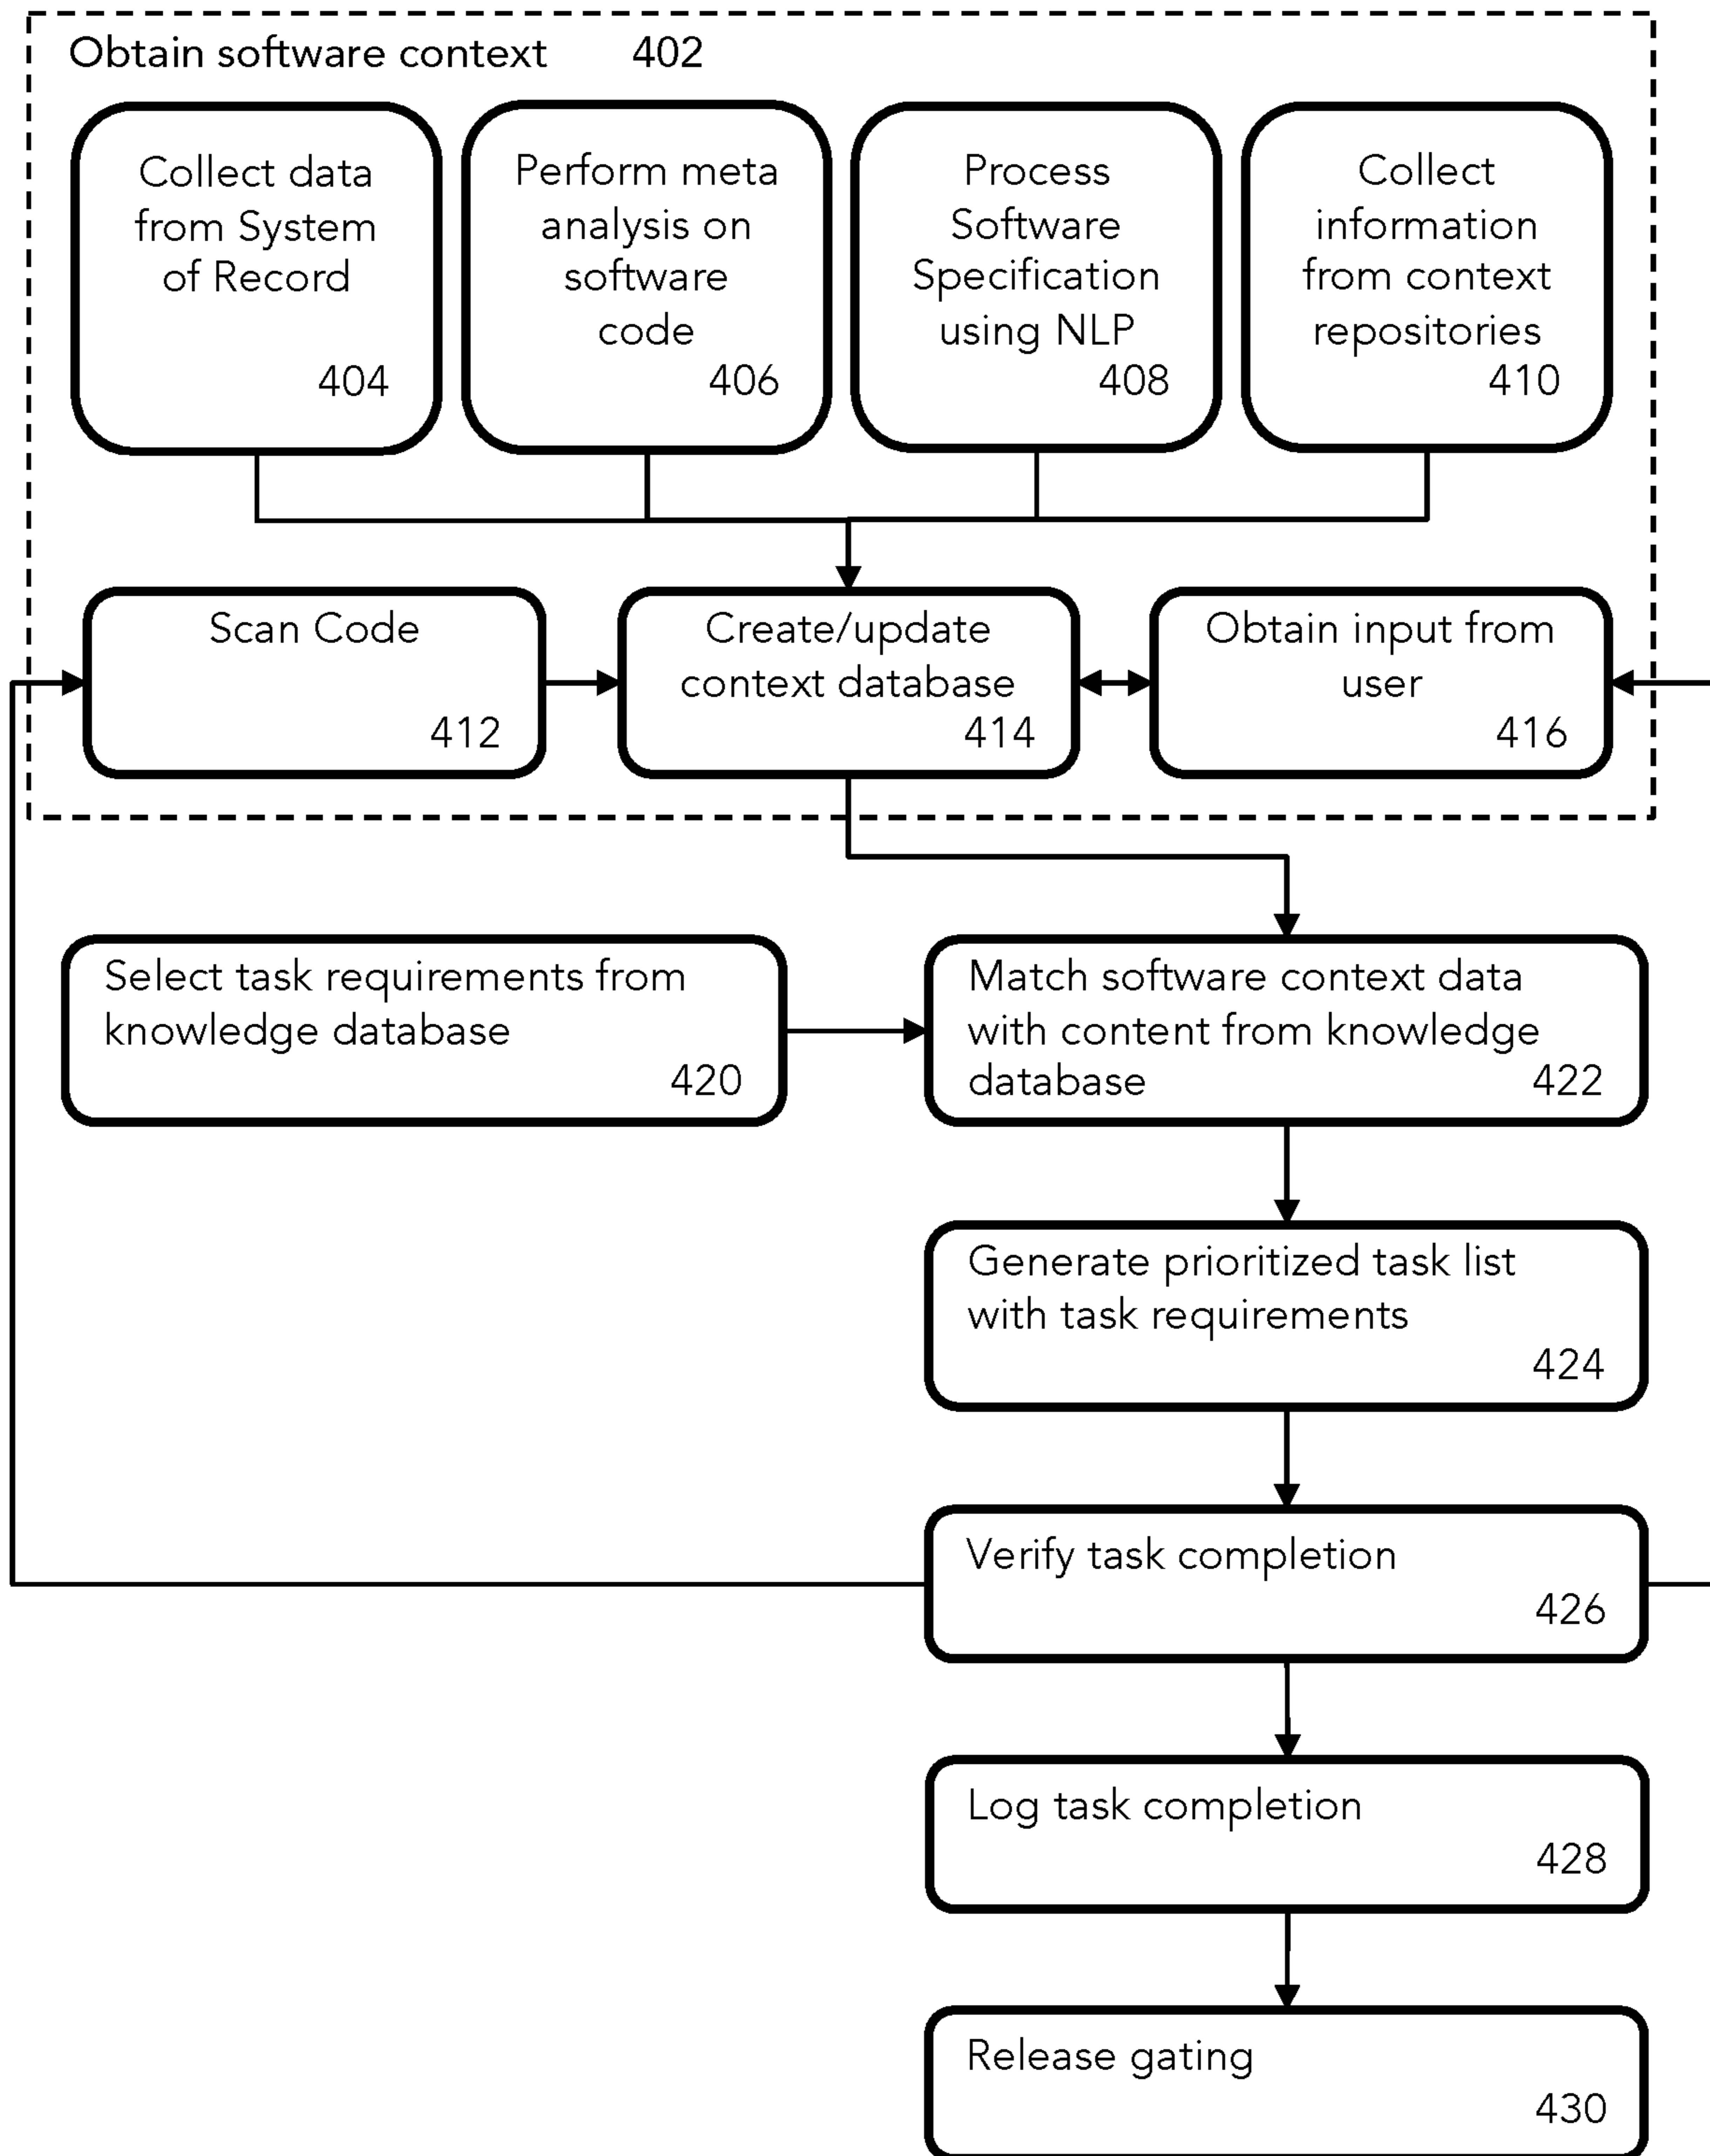 Obtain software context 402
Collect data
from System
of Record
404
Perform meta
analysis on
software
code
406
Process
Software
Specification
using NLP
408
Collect
information
from context
repositories
410
Scan Code
412
Create/update
context database
414
Obtain input from
user
416
Select task requirements from
knowledge database
420
Match software context data
with content from knowledge
database 422
Generate prioritized task list
with task requirements
424
Verify task completion
426
Log task completion
428
Release gating
430